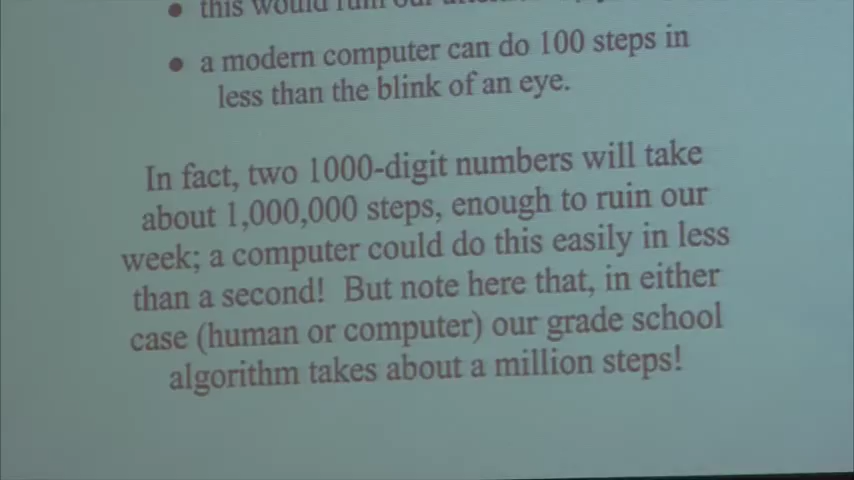 • this would ruin our
• a modern computer can do 100 steps in
less than the blink of an eye.
In fact, two 1000-digit numbers will take
about 1,000,000 steps, enough to ruin our
week; a computer could do this easily in less
than a second! But note here that, in either
case (human or computer) our grade school
algorithm takes about a million steps!